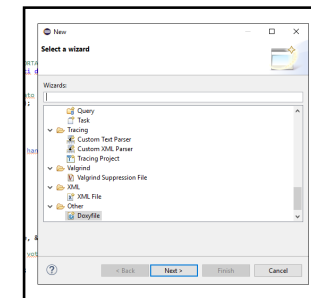 New
Select a wizard
Wizards:
Query
Task
Tracing
Custom Text Parser
Custom XML Parser
Tracing Project
Valgrind
Valgrind Suppression File
XML
XML File
Other
Doxyfile
< Back
Next >
Finish
Cancel